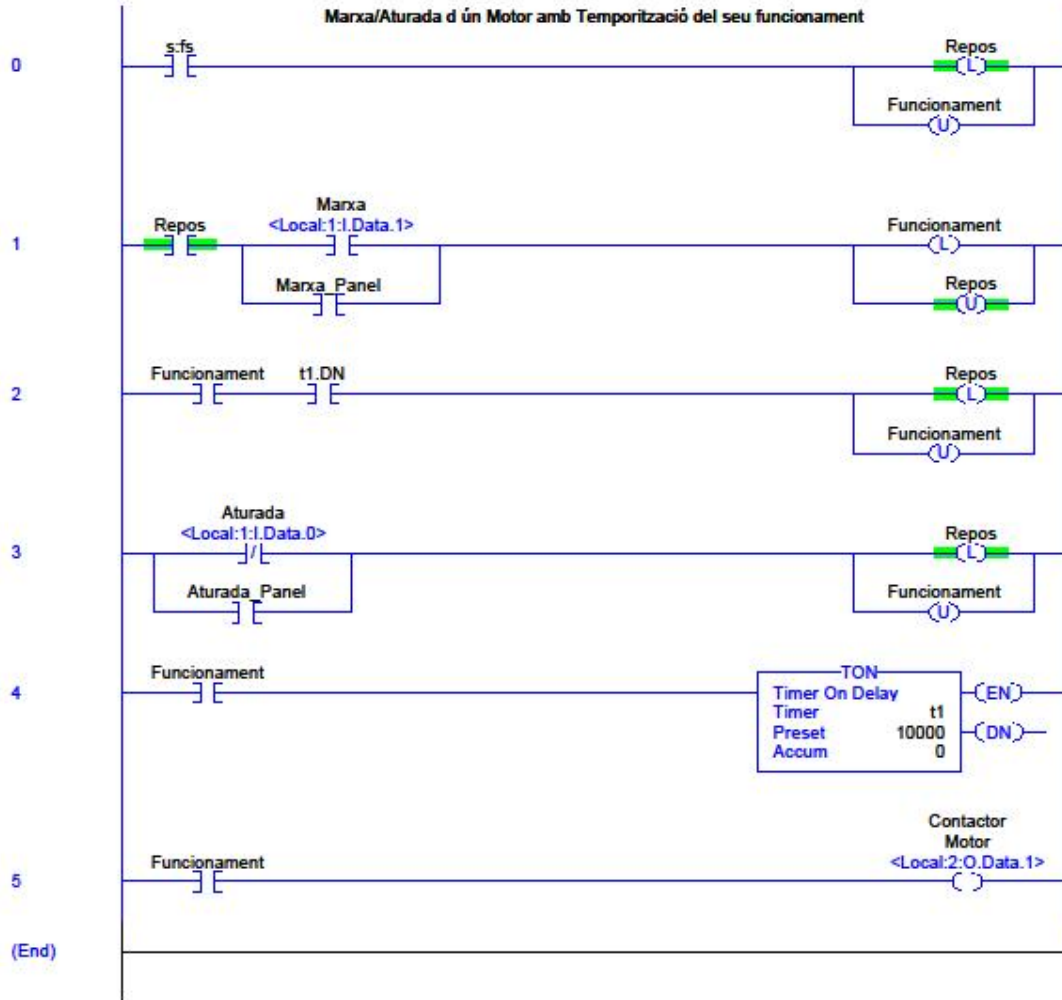 Marxa/Aturada d ún Motor amb Temporització del seu funcionament
0
s:fs
Repos
L
Funcionament
U
1
Repos
Marxa
<Local:1:I.Data.1>
Marxa_Panel
Funcionament
L
Repos
U
2
Funcionament
t1.DN
Repos
L
Funcionament
U
3
Aturada
<Local:1:I.Data.0>
/
Aturada_Panel
Repos
L
Funcionament
U
4
Funcionament
TON
Timer On Delay
Timer t1
Preset 10000
Accum 0
EN
DN
5
Funcionament
Contactor
Motor
<Local:2:O.Data.1>
(End)